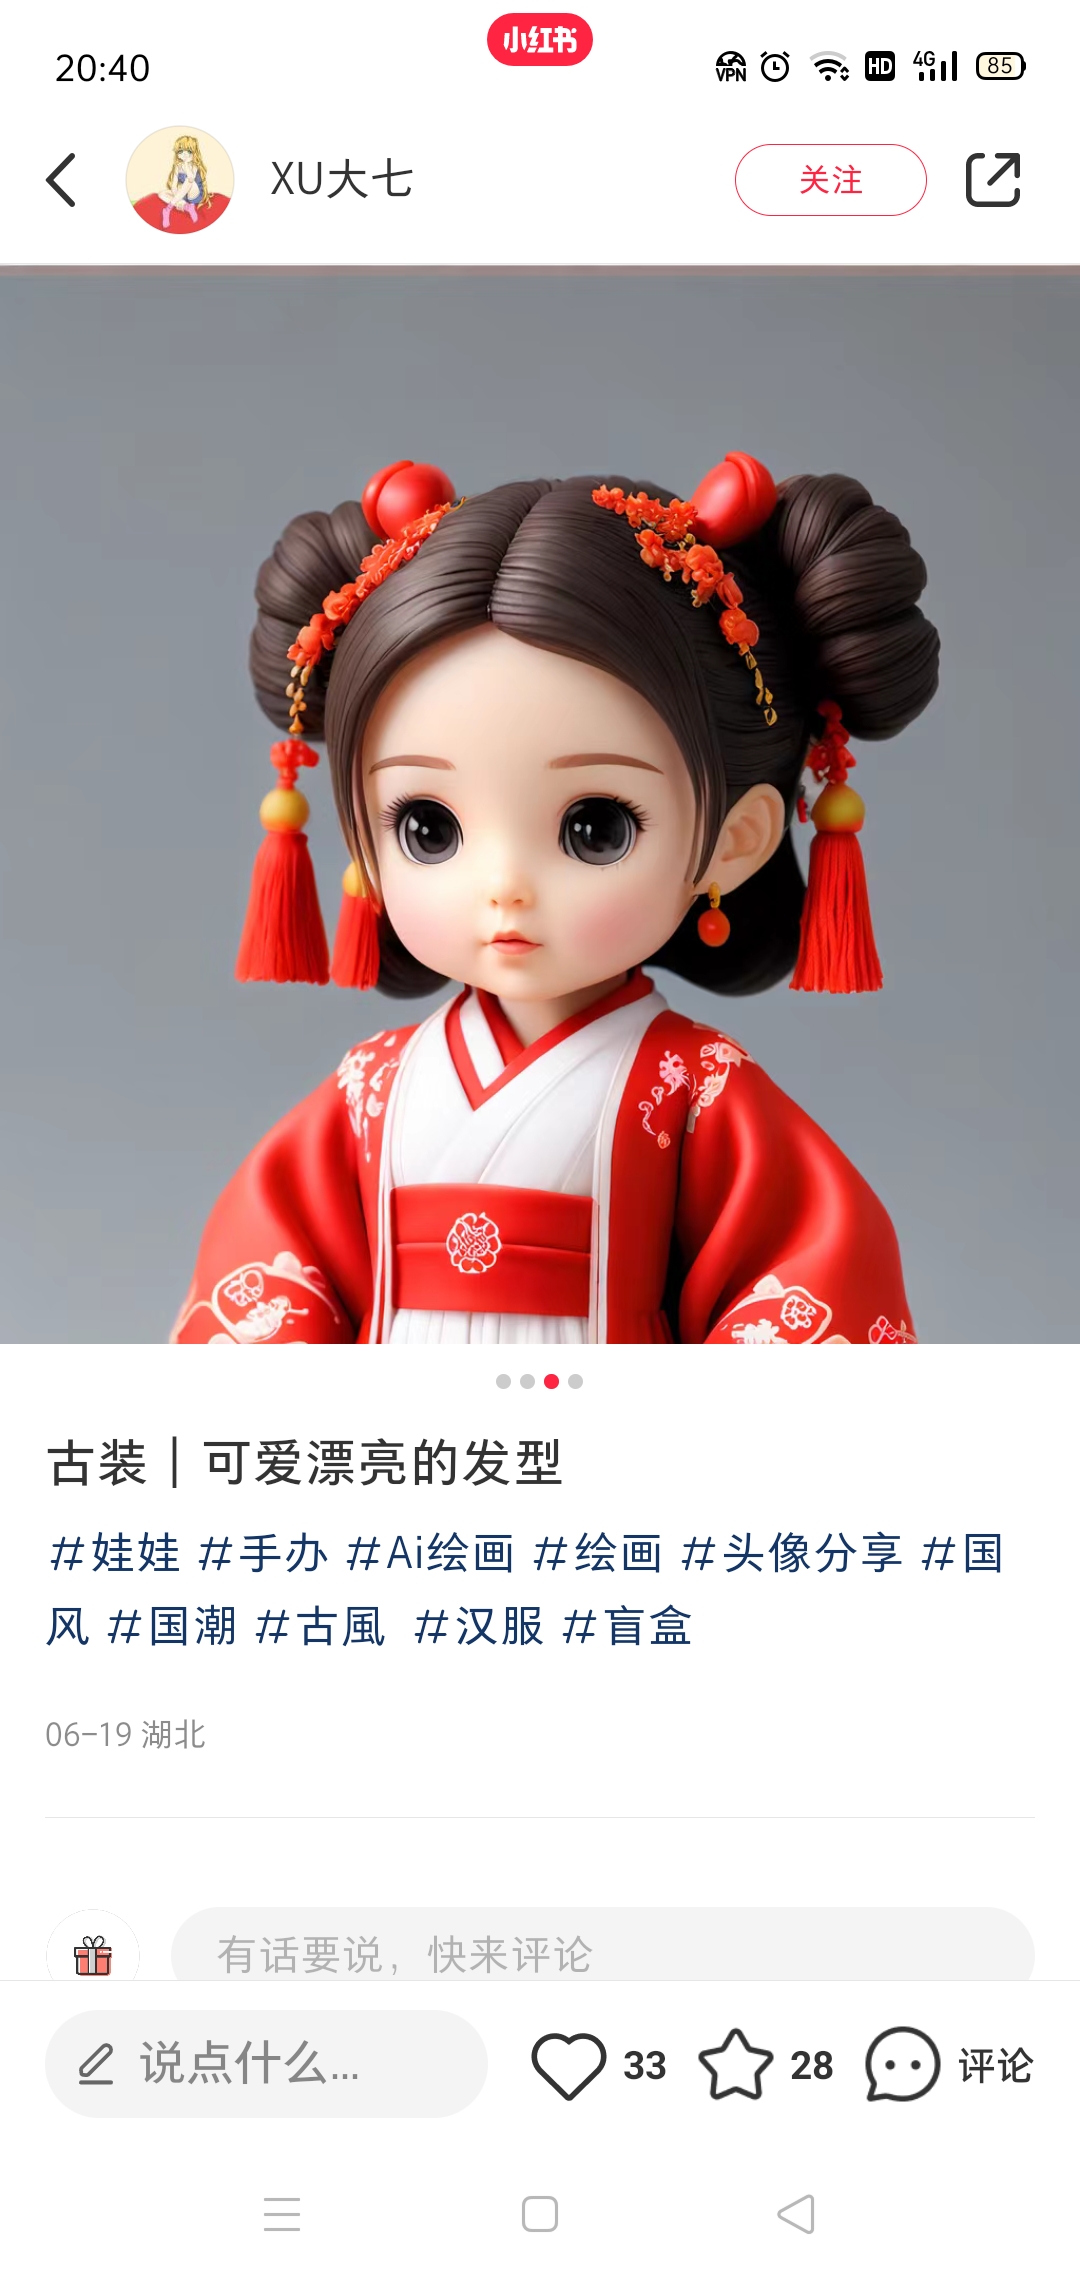 小红书
20:40
VPN HD 4G 85
XU大七
关注
古装｜可爱漂亮的发型
#娃娃 #手办 #Ai绘画 #绘画 #头像分享 #国
风 #国潮 #古風 #汉服 #盲盒
06-19 湖北
有话要说，快来评论
说点什么...
33
28
评论